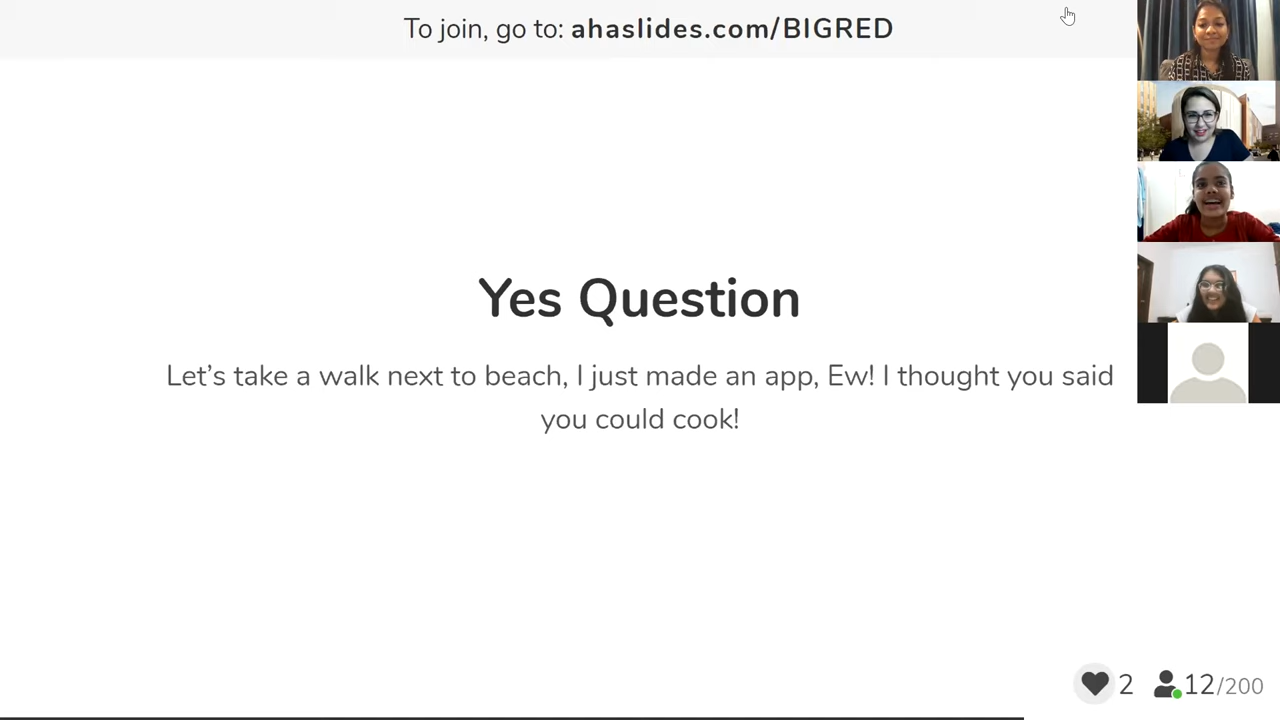 To join, go to: ahaslides.com/BIGRED
Yes Question
Let’s take a walk next to beach, I just made an app, Ew! I thought you said
you could cook!
2 12/200